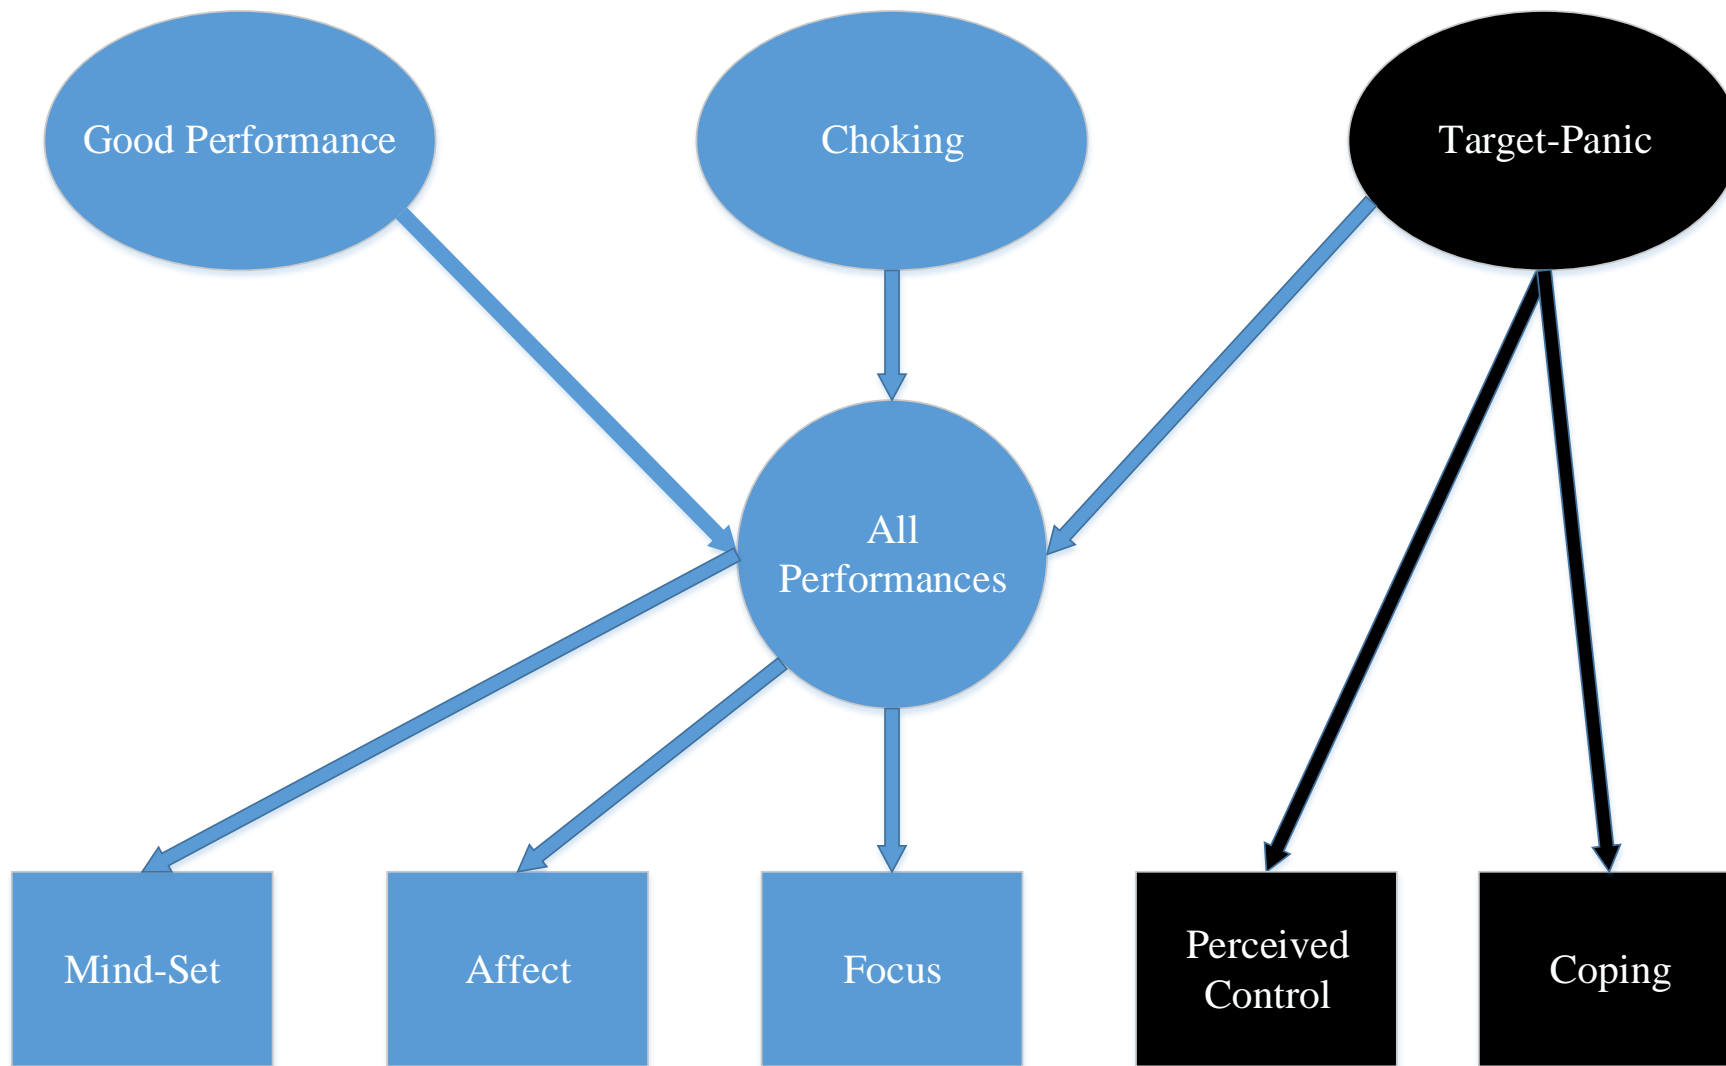 Good Performance
Choking
Target-Panic
All
Performances
Mind-Set
Affect
Focus
Perceived
Control
Coping